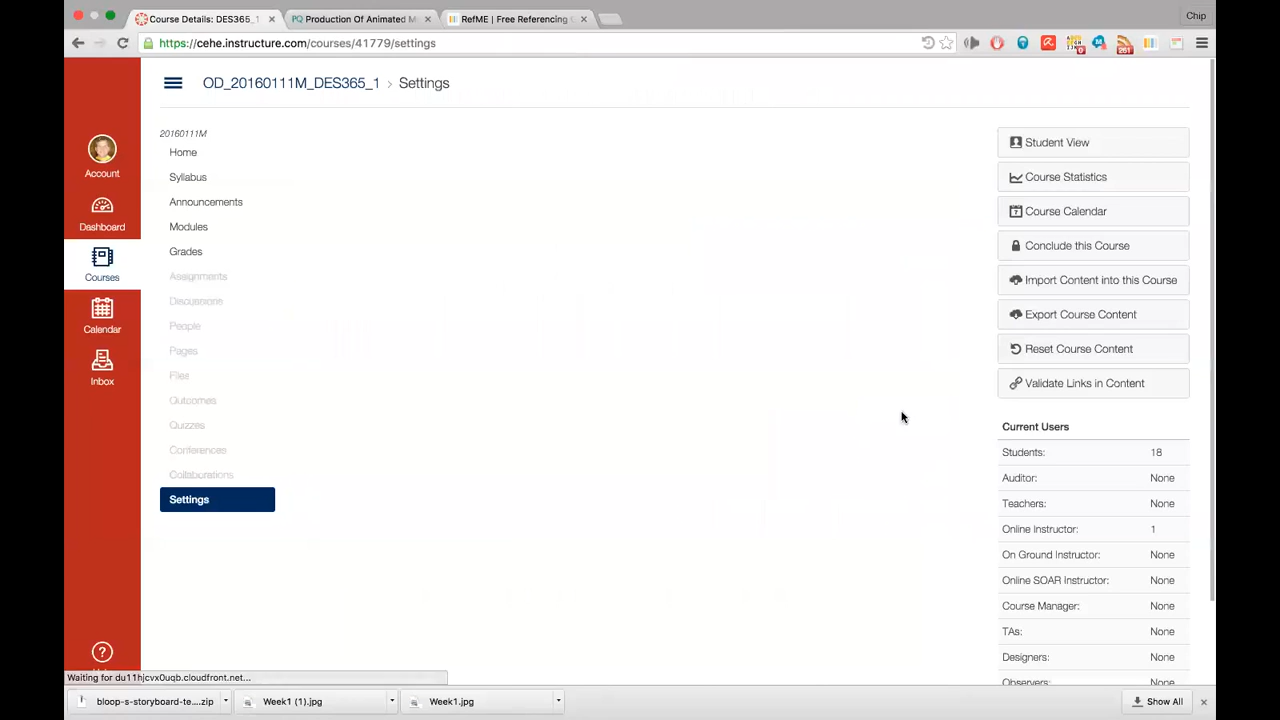 Course Details: DES365_1
Production Of Animated M
RefME | Free Referencing
Chip
https://cehe.instructure.com/courses/41779/settings
0
261
OD_20160111M_DES365_1 > Settings
20160111M
Home
Syllabus
Announcements
Modules
Grades
Assignments
Discussions
People
Pages
Files
Outcomes
Quizzes
Conferences
Collaborations
Settings
Account
Dashboard
Courses
Calendar
Inbox
Student View
Course Statistics
Course Calendar
Conclude this Course
Import Content into this Course
Export Course Content
Reset Course Content
Validate Links in Content
Current Users
Students: 18
Auditor: None
Teachers: None
Online Instructor: 1
On Ground Instructor: None
Online SOAR Instructor: None
Course Manager: None
TAs: None
Designers: None
Observers: None
Waiting for du11hjcvx0uqb.cloudfront.net...
bloop-s-storyboard-te....zip
Week1 (1).jpg
Week1.jpg
Show All